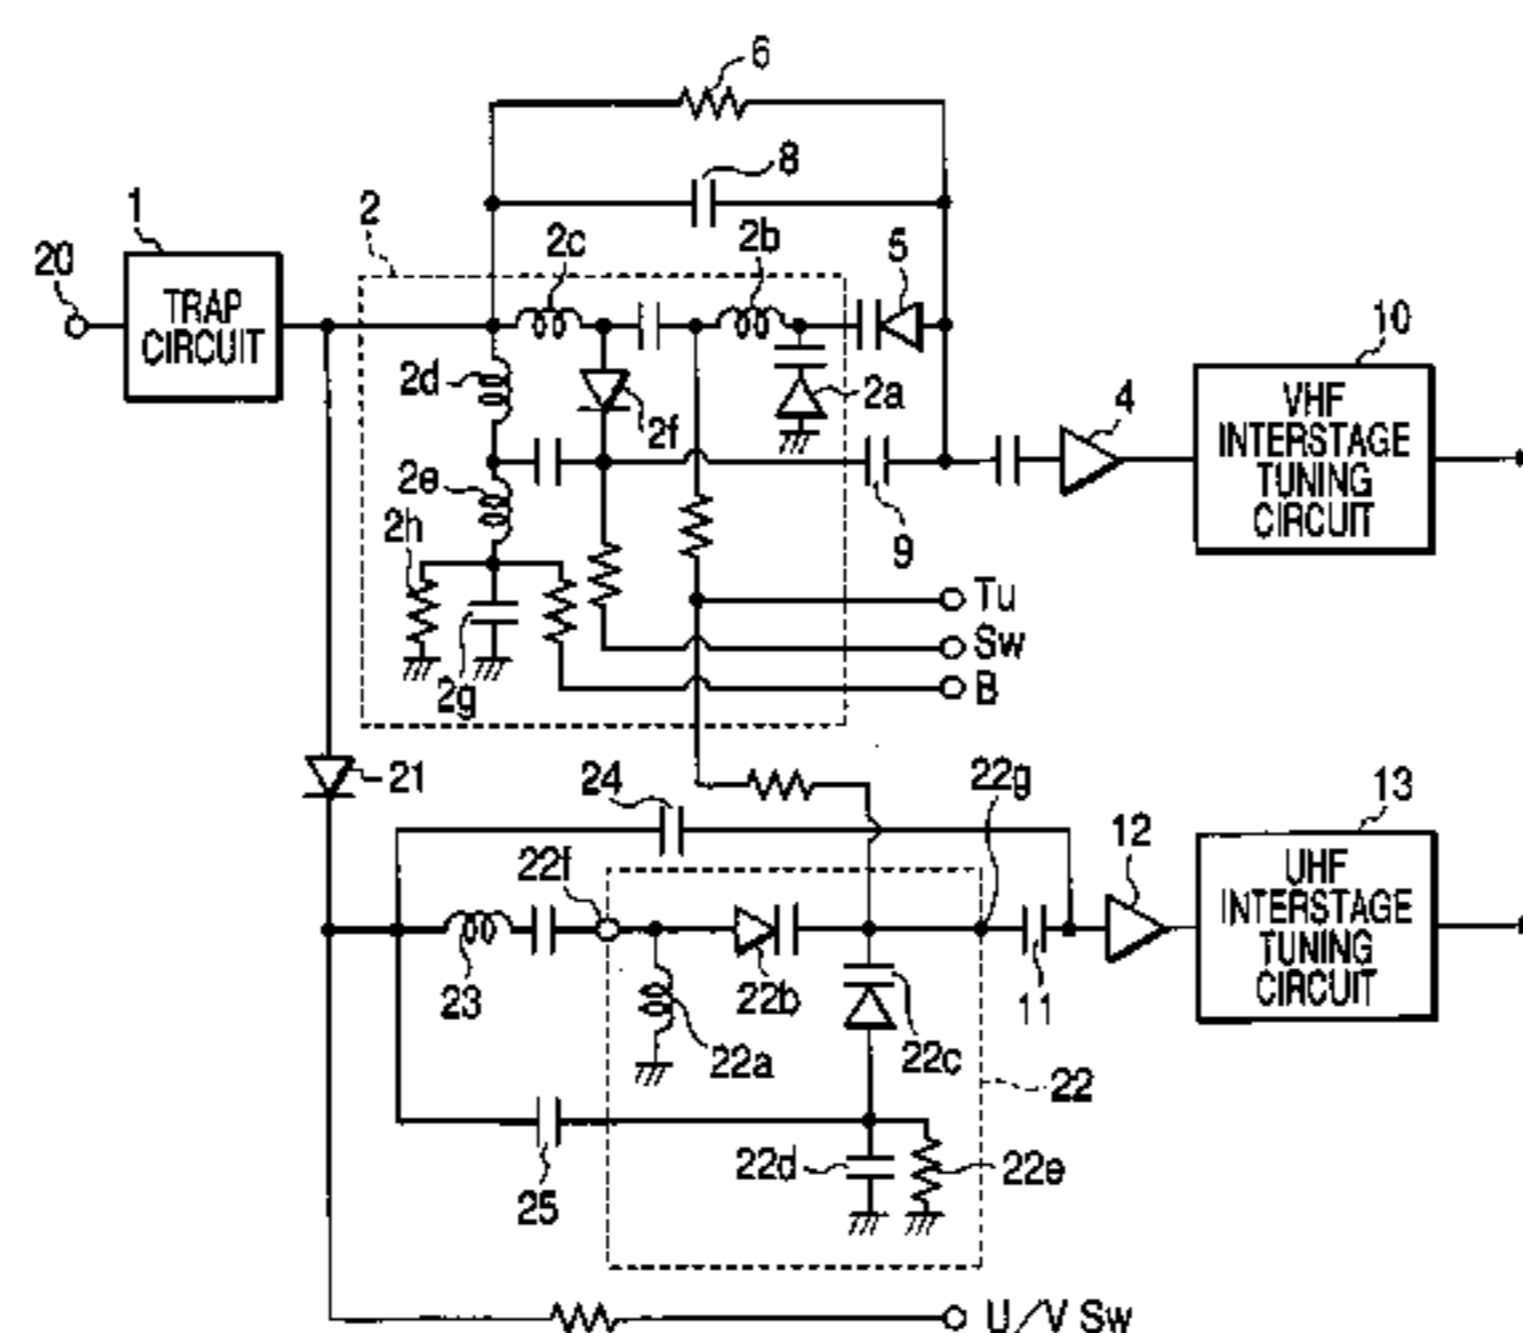 6
8
1
2
2c
2b
5
20
TRAP
CIRCUIT
10
2d
2f
2a
4
VHF
INTERSTAGE
TUNING
CIRCUIT
2e
2h
9
Tu
Sw
2g
B
21
24
22g
13
22f
12
UHF
INTERSTAGE
TUNING
CIRCUIT
23
22b
11
22a
22c
22
22d
22e
25
U/V Sw